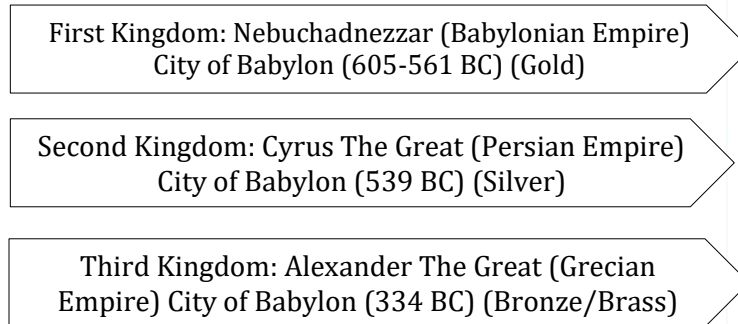 First Kingdom: Nebuchadnezzar (Babylonian Empire)
City of Babylon (605-561 BC) (Gold)
Second Kingdom: Cyrus The Great (Persian Empire)
City of Babylon (539 BC) (Silver)
Third Kingdom: Alexander The Great (Grecian
Empire) City of Babylon (334 BC) (Bronze/Brass)